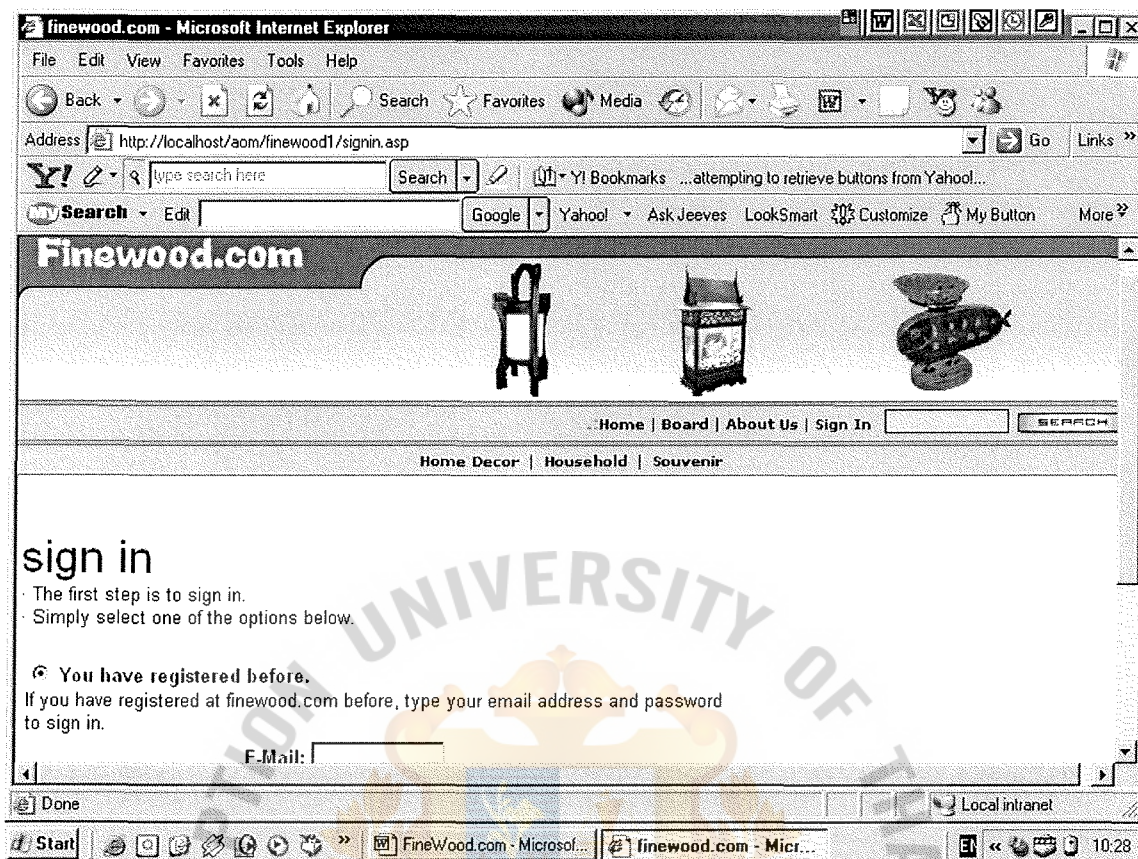 finewood.com - Microsoft Internet Explorer
File Edit View Favorites Tools Help
Back Search Favorites Media
Address http://localhost/aom/finewood1/signin.asp Go Links »
Y! type search here Search Y! Bookmarks ...attempting to retrieve buttons from Yahoo!...
My Search Edit Google Yahoo! Ask Jeeves LookSmart Customize My Button More »
Finewood.com
Home | Board | About Us | Sign In SEARCH
Home Decor | Household | Souvenir
sign in
· The first step is to sign in.
· Simply select one of the options below.
You have registered before.
If you have registered at finewood.com before, type your email address and password
to sign in.
E-Mail:
UNIVERSITY OF
Done Local intranet
Start » FineWood.com - Microsof... finewood.com - Micr... EN « 10:28